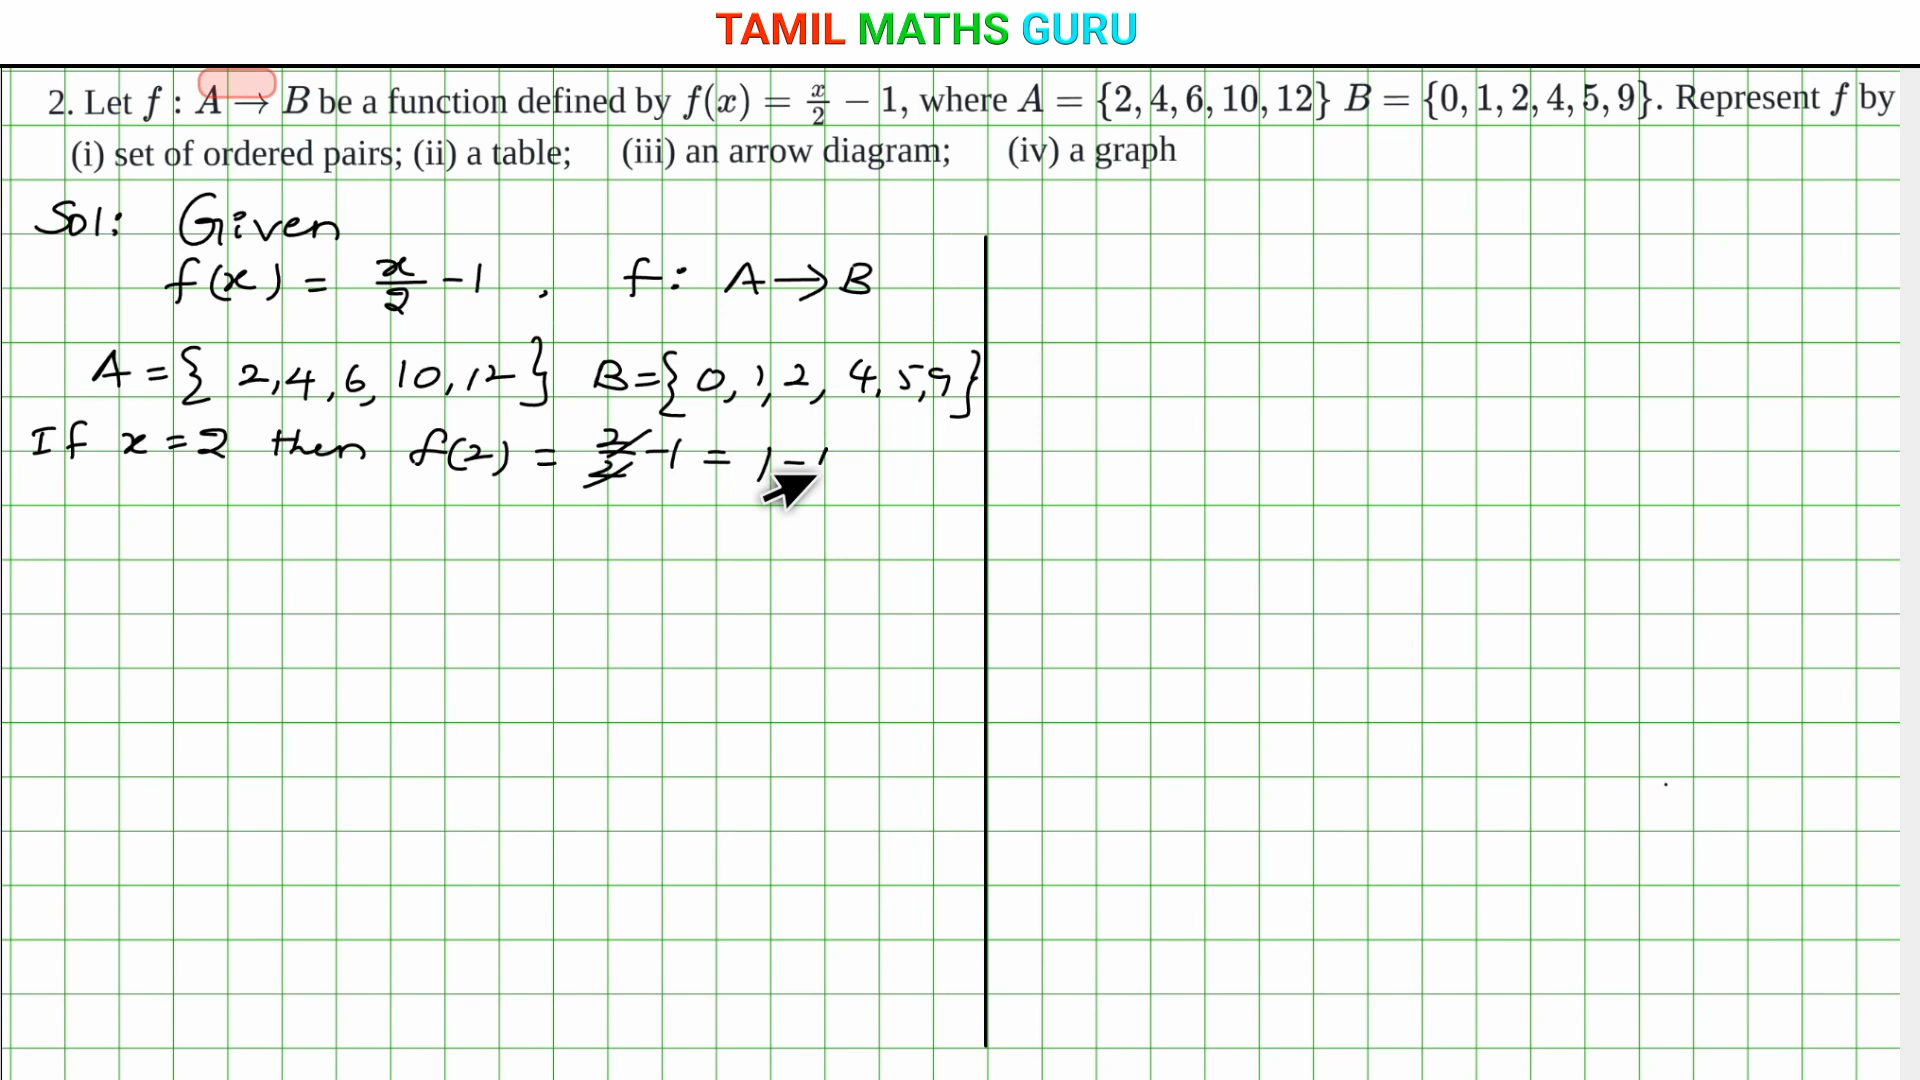 TAMIL MATHS GURU
2. Let f : A → B be a function defined by f(x) = x/2 − 1, where A = {2, 4, 6, 10, 12} B = {0, 1, 2, 4, 5, 9}. Represent f by
(i) set of ordered pairs; (ii) a table; (iii) an arrow diagram; (iv) a graph
Sol: Given
f(x) = x/2 -1 , f: A → B
A = { 2,4,6,10,12 } B={ 0,1,2,4,5,9}
If x = 2 then f(2) = 2/2 -1 = 1-1